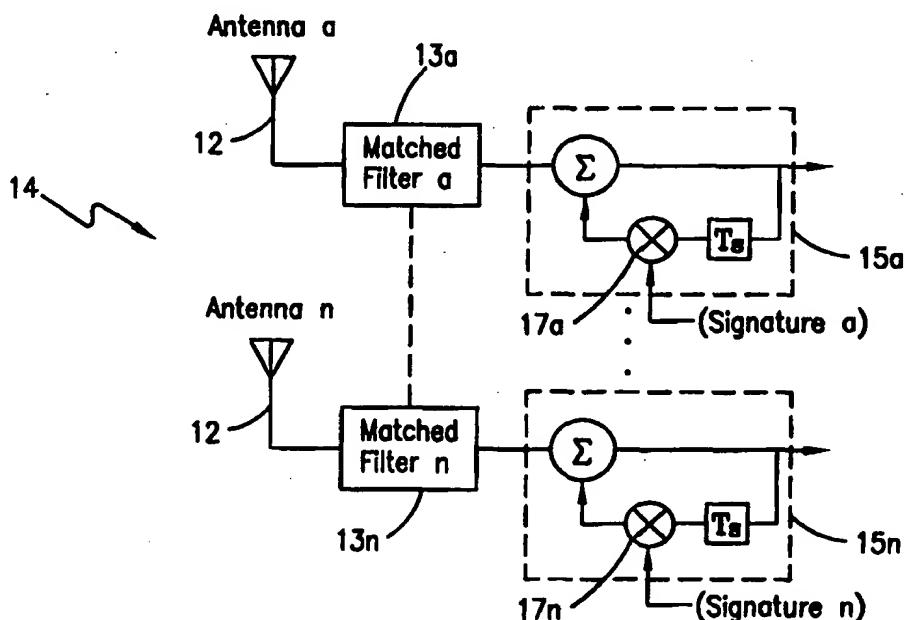 Antenna a
13a
12
Matched
Filter a
Σ
14
Ts
15a
17a
(Signature a)
Antenna n
12
Matched
Filter n
Σ
13n
Ts
15n
17n
(Signature n)